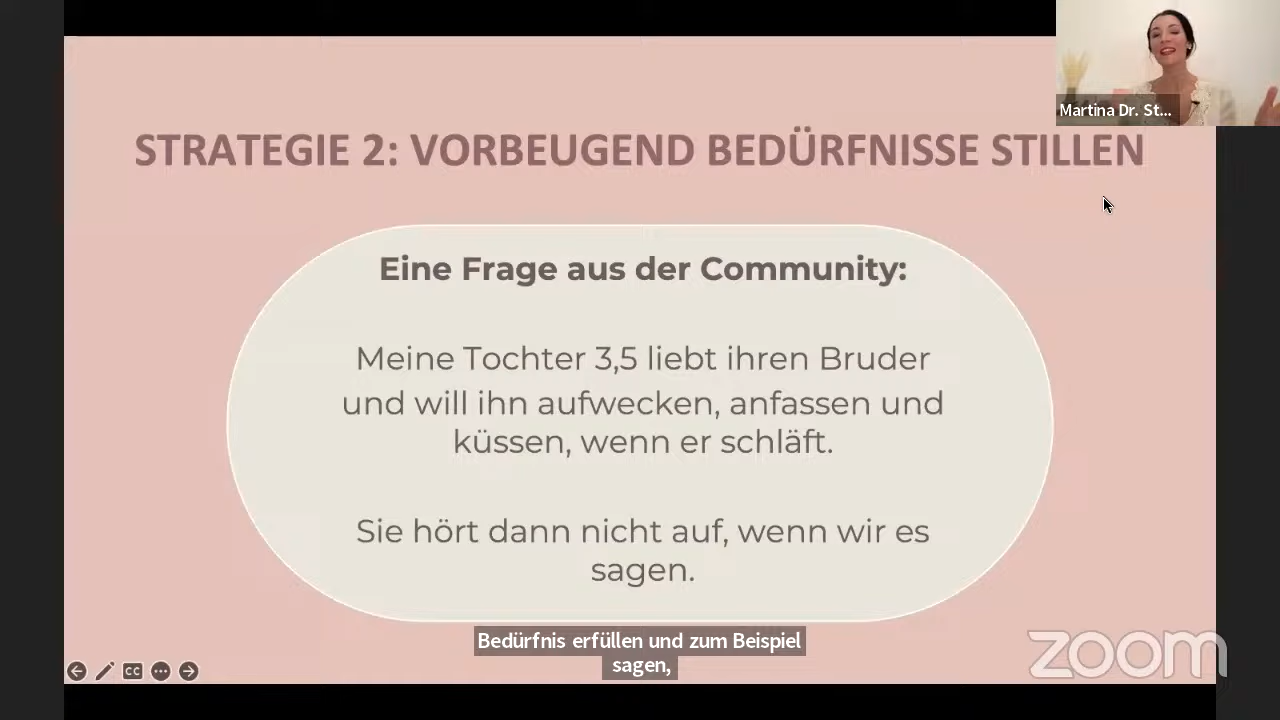 Martina Dr. St...
STRATEGIE 2: VORBEUGEND BEDÜRFNISSE STILLEN
Eine Frage aus der Community:
Meine Tochter 3,5 liebt ihren Bruder
und will ihn aufwecken, anfassen und
küssen, wenn er schläft.
Sie hört dann nicht auf, wenn wir es
sagen.
Bedürfnis erfüllen und zum Beispiel
sagen,
CC
zoom